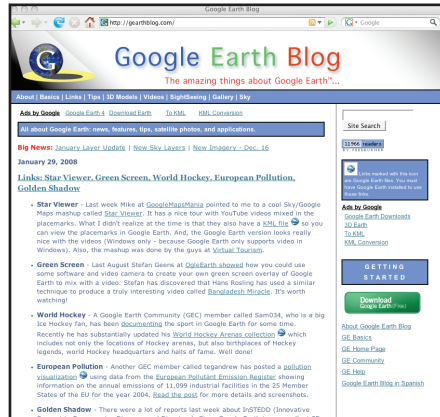 Google Earth Blog
http://gearthblog.com/
Google
G
Google Earth Blog
The amazing things about Google Earth™...
About | Basics | Links | Tips | 3D Models | Videos | SightSeeing | Gallery | Sky
Ads by Google Google Earth 4 Download Earth To KML KML Conversion
All about Google Earth: news, features, tips, satellite photos, and applications.
Big News: January Layer Update | New Sky Layers | New Imagery - Dec. 16
January 29, 2008
Links: Star Viewer, Green Screen, World Hockey, European Pollution,
Golden Shadow
• Star Viewer - Last week Mike at GoogleMapsMania pointed to me to a cool Sky/Google
Maps mashup called Star Viewer. It has a nice tour with YouTube videos mixed in the
placemarks. What I didn't realize at the time is that they also have a KML file so you
can view the placemarks in Google Earth. And, the Google Earth version looks really
nice with the videos (Windows only - because Google Earth only supports video in
Windows). Also, the mashup was done by the guys at Virtual Tourism.
• Green Screen - Last August Stefan Geens at OgleEarth showed how you could use
some software and video camera to create your own green screen overlay of Google
Earth to mix with a video. Stefan has discovered that Hans Rosling has used a similar
technique to produce a truly interesting video called Bangladesh Miracle. It's worth
watching!
• World Hockey - A Google Earth Community (GEC) member called Sam034, who is a big
Ice Hockey fan, has been documenting the sport in Google Earth for some time.
Recently he has substantially updated his World Hockey Arenas collection which
includes not only the locations of Hockey arenas, but also birthplaces of Hockey
legends, world Hockey headquarters and halls of fame. Well done!
• European Pollution - Another GEC member called tegandrew has posted a pollution
visualization using data from the European Pollutant Emission Register showing
information on the annual emissions of 11,099 industrial facilities in the 25 Member
States of the EU for the year 2004. Read the post for more details and screenshots.
• Golden Shadow - There were a lot of reports last week about InSTEDD (Innovative
Site Search
11966 readers
BY FEEDBURNER
Links marked with this icon
are Google Earth files. You must
have Google Earth installed to use
these links.
Ads by Google
Google Earth Downloads
3D Earth
To KML
KML Conversion
GETTING
STARTED
Download
Google Earth (Free)
About Google Earth Blog
GE Basics
GE Home Page
GE Community
GE Help
Google Earth Blog in Spanish